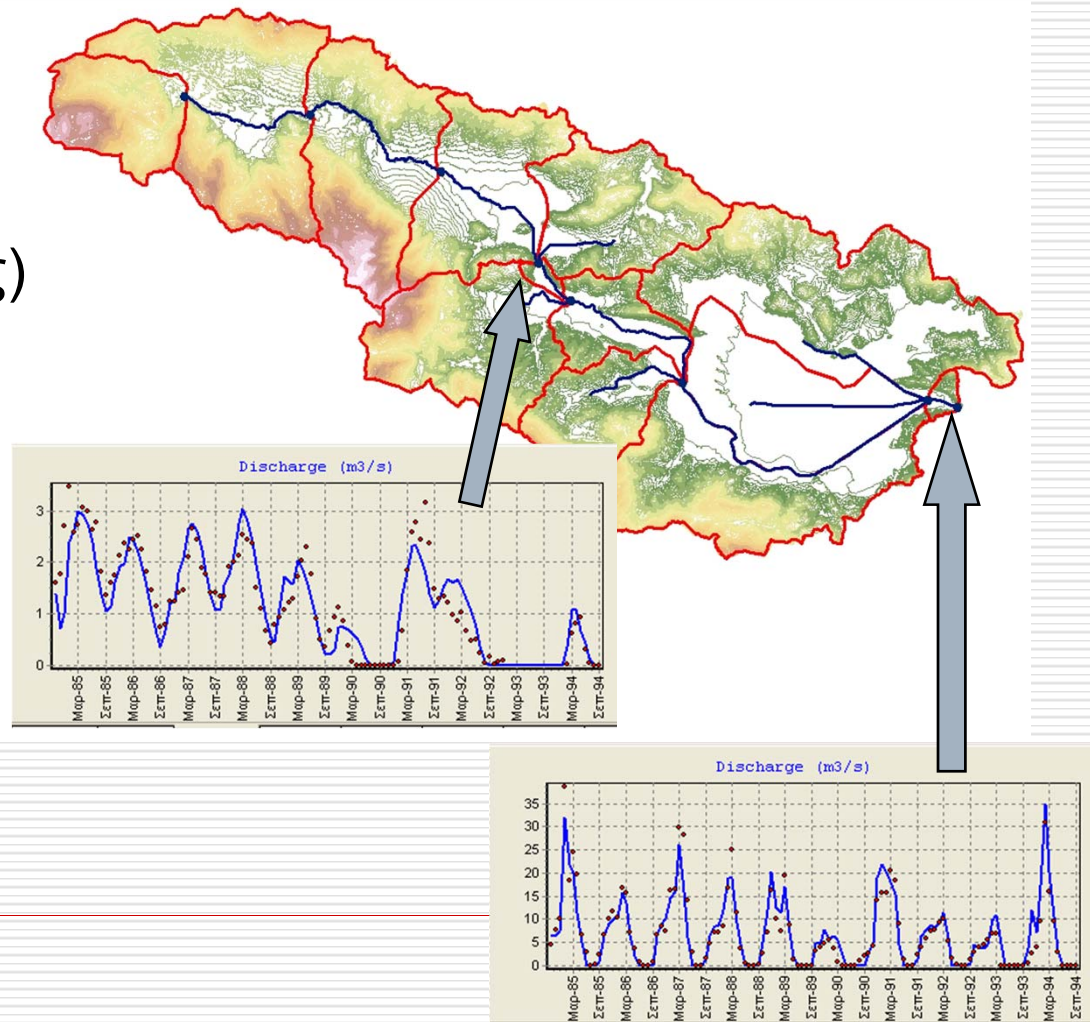 ς)
Discharge (m3/s)
3
2
1
0
Μαρ-85 Σεπ-85 Μαρ-86 Σεπ-86 Μαρ-87 Σεπ-87 Μαρ-88 Σεπ-88 Μαρ-89 Σεπ-89 Μαρ-90 Σεπ-90 Μαρ-91 Σεπ-91 Μαρ-92 Σεπ-92 Μαρ-93 Σεπ-93 Μαρ-94 Σεπ-94
Discharge (m3/s)
35
30
25
20
15
10
5
0
Μαρ-85 Σεπ-85 Μαρ-86 Σεπ-86 Μαρ-87 Σεπ-87 Μαρ-88 Σεπ-88 Μαρ-89 Σεπ-89 Μαρ-90 Σεπ-90 Μαρ-91 Σεπ-91 Μαρ-92 Σεπ-92 Μαρ-93 Σεπ-93 Μαρ-94 Σεπ-94